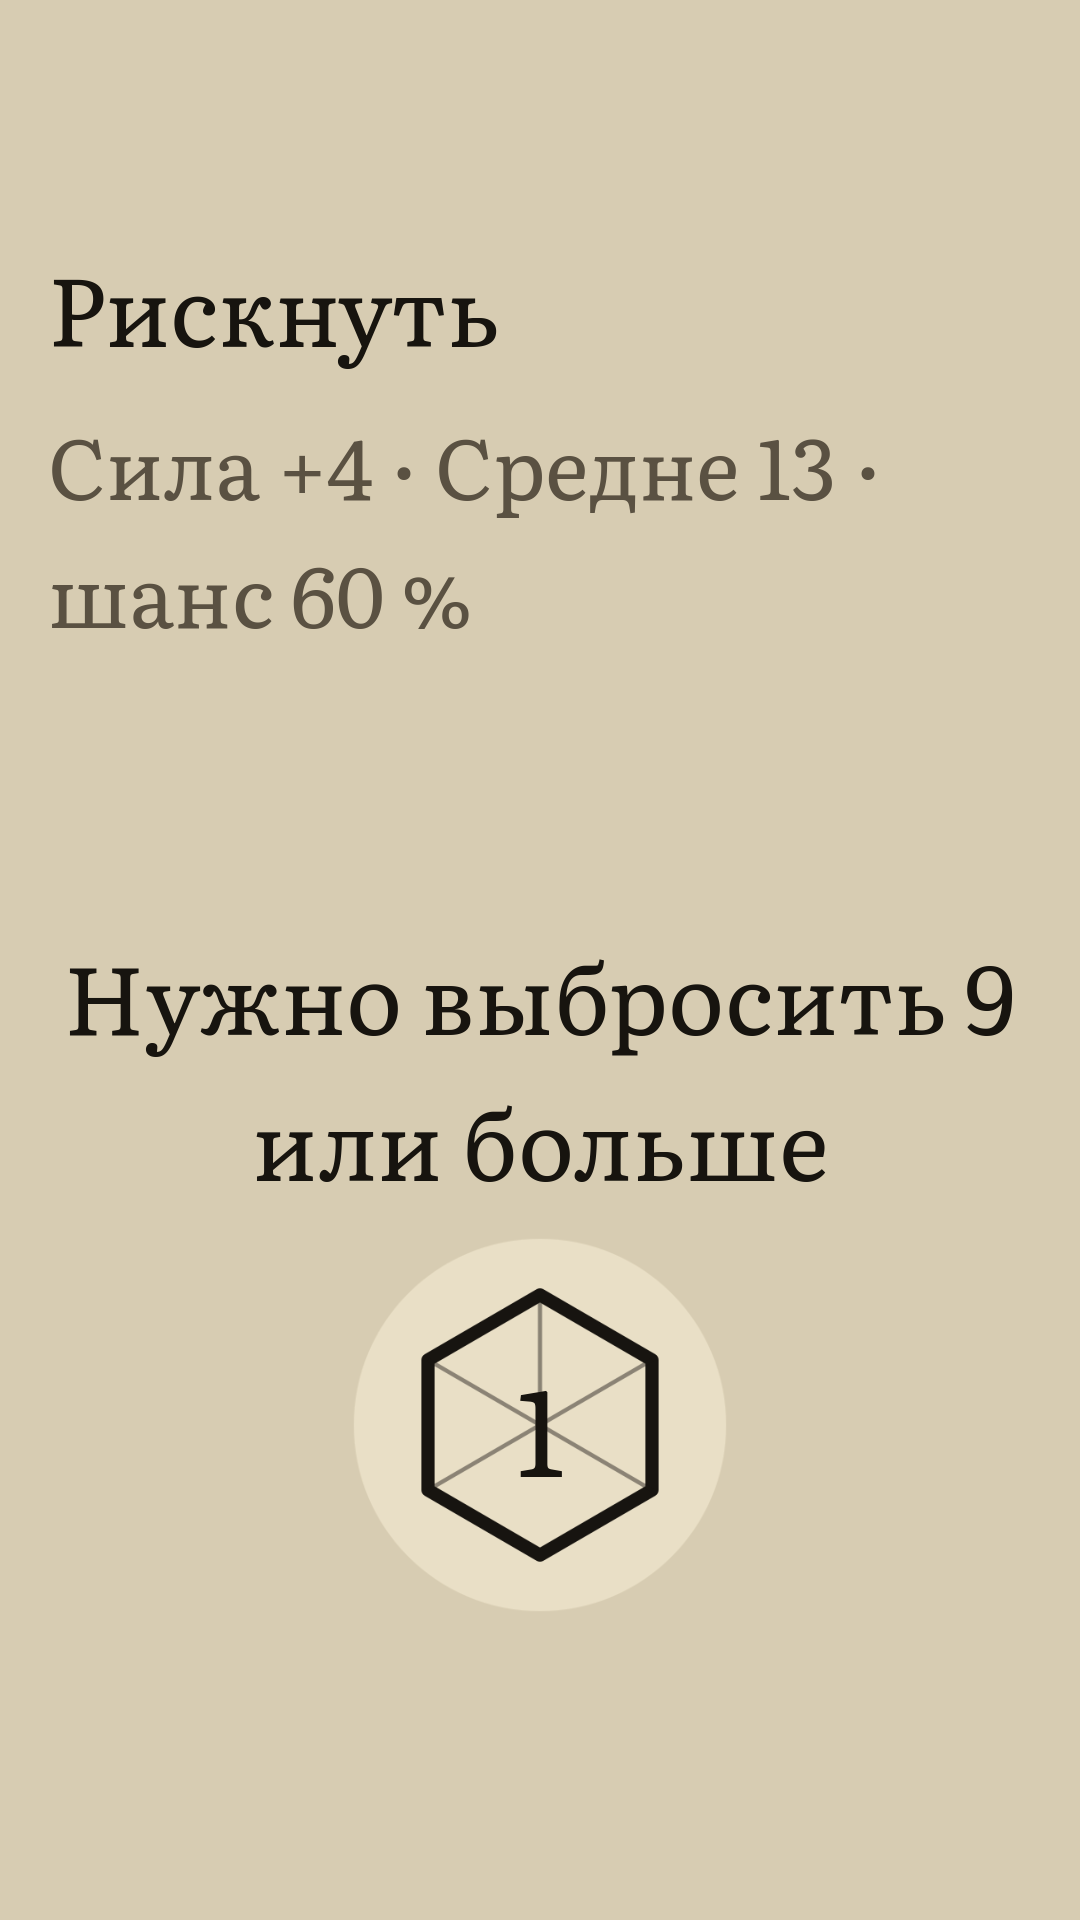 Рискнуть
Сила +4 · Средне 13 ·
шанс 60 %
Нужно выбросить 9
или больше
1